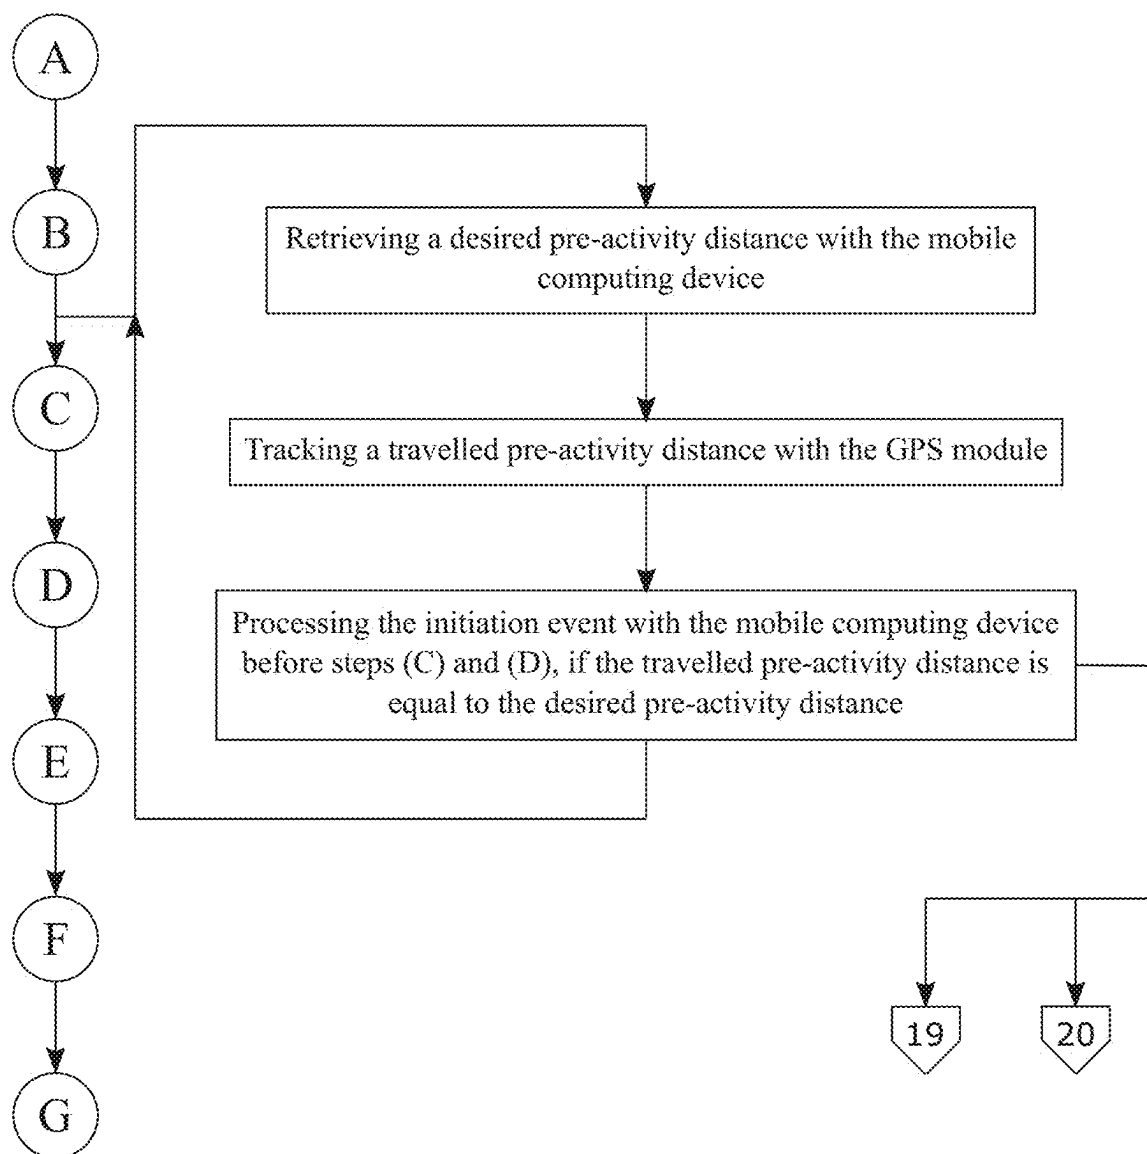 A
B
Retrieving a desired pre-activity distance with the mobile
computing device
C
Tracking a travelled pre-activity distance with the GPS module
D
Processing the initiation event with the mobile computing device
before steps (C) and (D), if the travelled pre-activity distance is
equal to the desired pre-activity distance
E
F
19
20
G